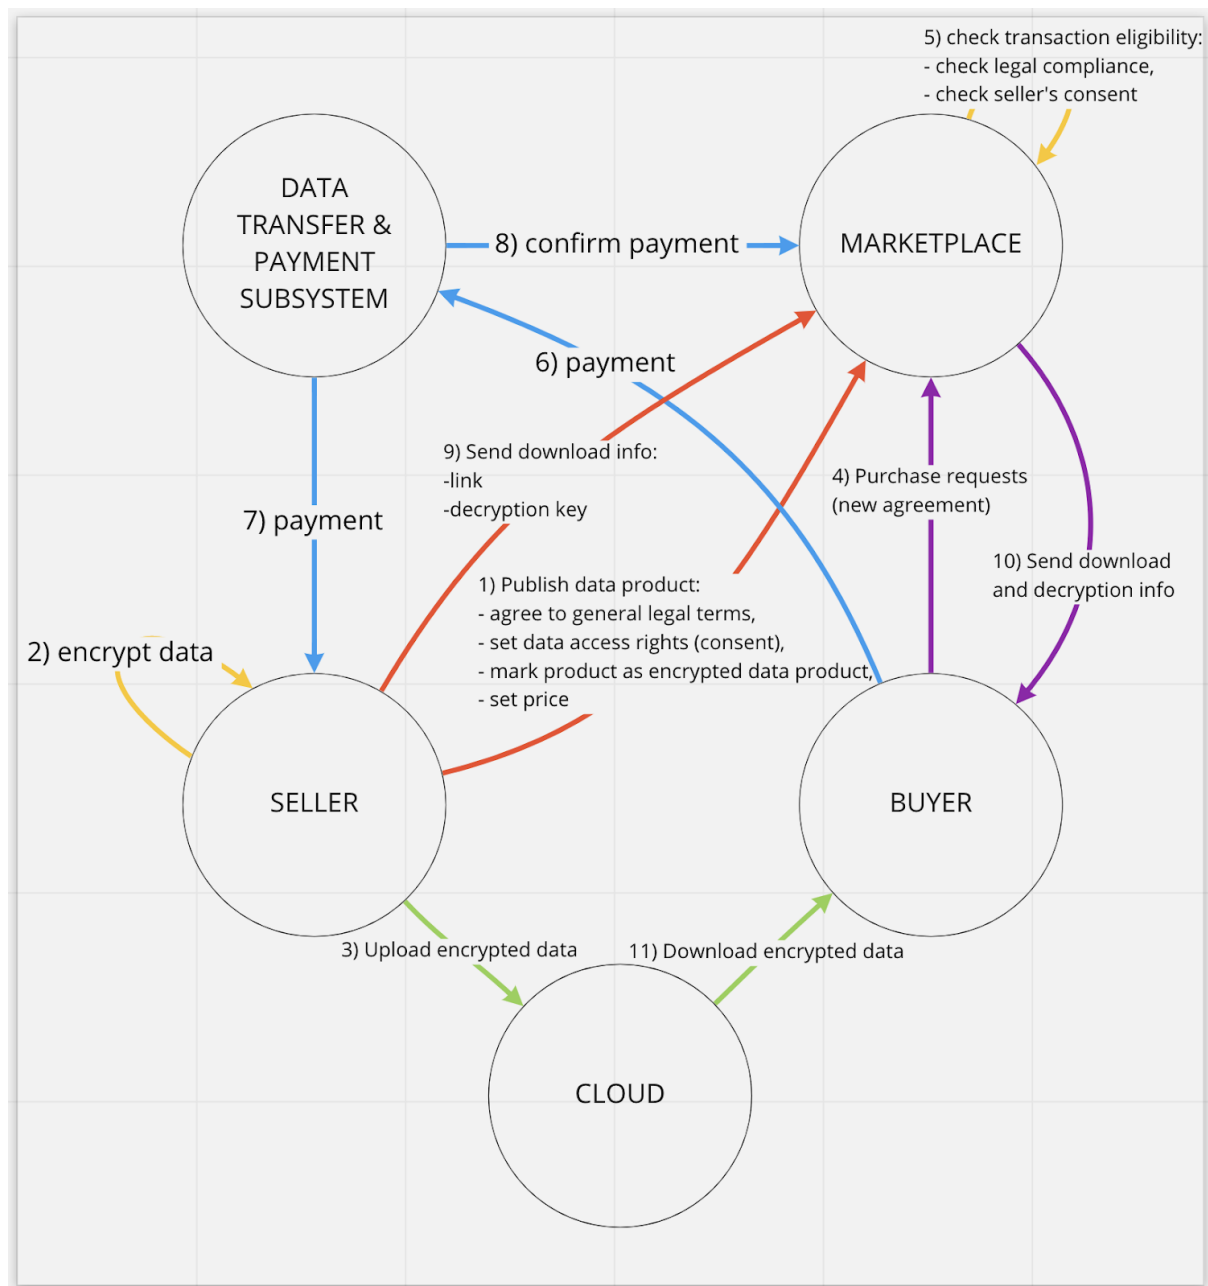 5) check transaction eligibility:
- check legal compliance,
- check seller's consent
DATA
TRANSFER &
PAYMENT
SUBSYSTEM
8) confirm payment
MARKETPLACE
6) payment
9) Send download info:
-link
-decryption key
4) Purchase requests
(new agreement)
7) payment
10) Send download
and decryption info
1) Publish data product:
- agree to general legal terms,
- set data access rights (consent),
- mark product as encrypted data product,
- set price
2) encrypt data
SELLER
BUYER
3) Upload encrypted data
11) Download encrypted data
CLOUD